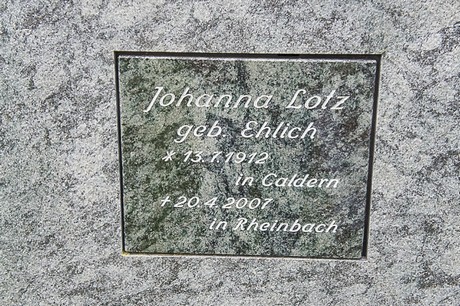 Johanna Lotz
geb. Ehlich
* 13.7.1912
in Caldern
+20.4.2007
in Rheinbach